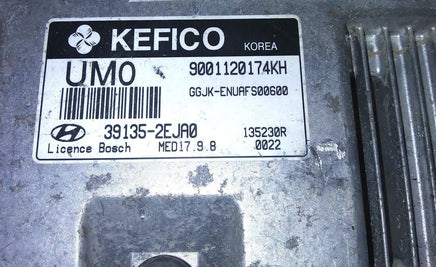 KEFICO KOREA
UM0 9001120174KH
GGJK-ENUAFS00600
39135-2EJA0 135230R
Licence Bosch MED17.9.8 0022